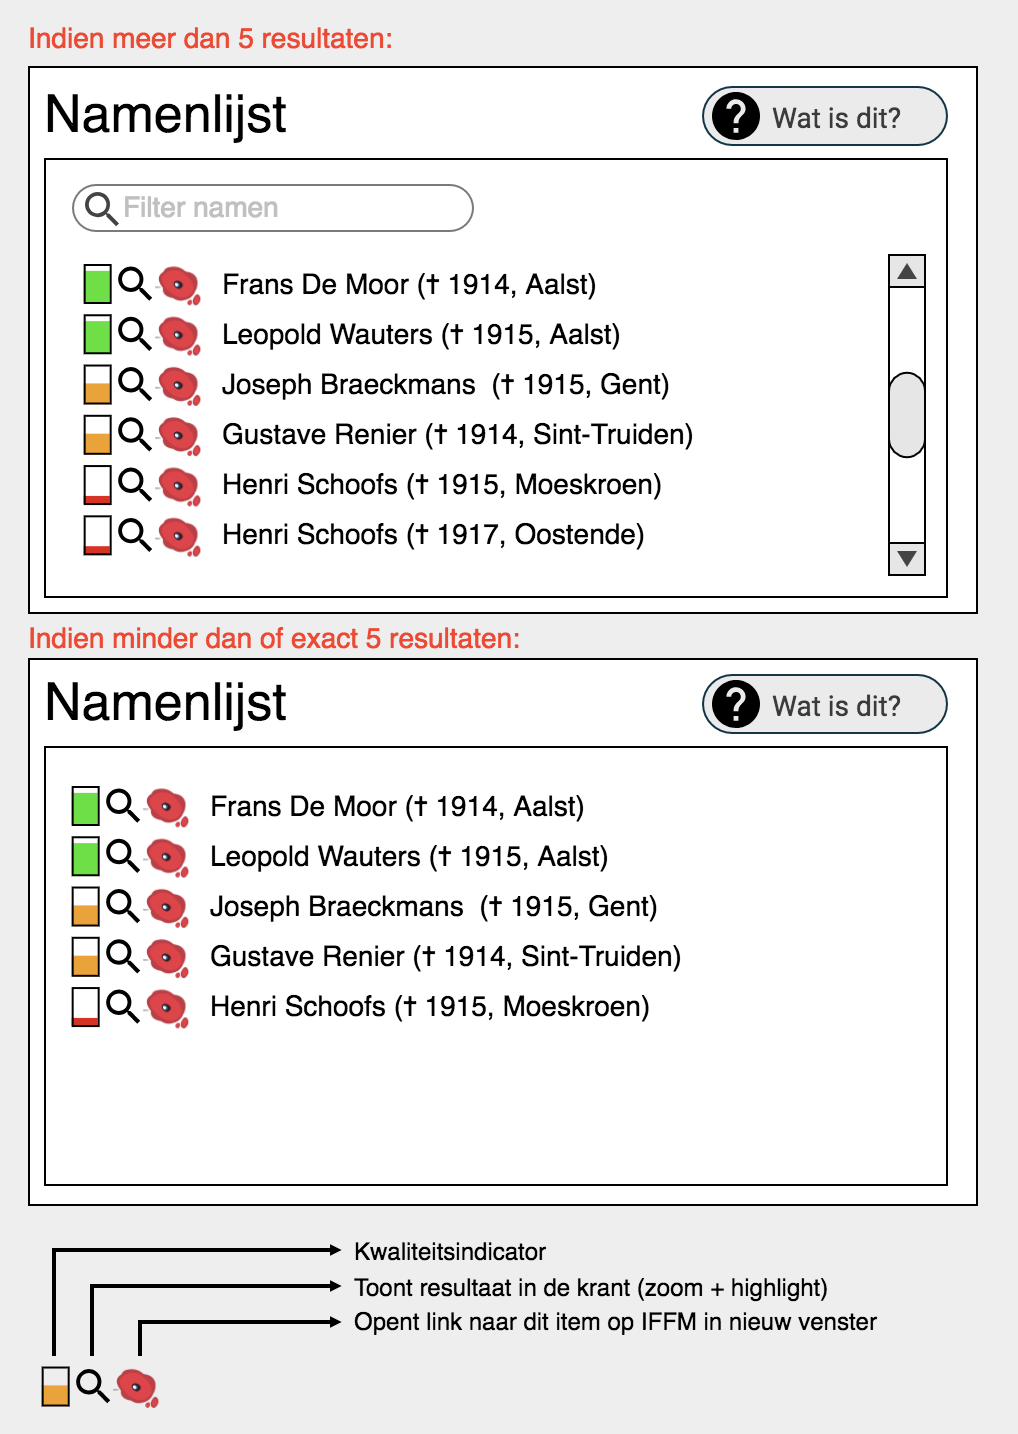 Indien meer dan 5 resultaten:
Namenlijst
? Wat is dit?
Filter namen
Frans De Moor († 1914, Aalst)
Leopold Wauters († 1915, Aalst)
Joseph Braeckmans († 1915, Gent)
Gustave Renier († 1914, Sint-Truiden)
Henri Schoofs († 1915, Moeskroen)
Henri Schoofs († 1917, Oostende)
Indien minder dan of exact 5 resultaten:
Namenlijst
? Wat is dit?
Frans De Moor († 1914, Aalst)
Leopold Wauters († 1915, Aalst)
Joseph Braeckmans († 1915, Gent)
Gustave Renier († 1914, Sint-Truiden)
Henri Schoofs († 1915, Moeskroen)
Kwaliteitsindicator
Toont resultaat in de krant (zoom + highlight)
Opent link naar dit item op IFFM in nieuw venster